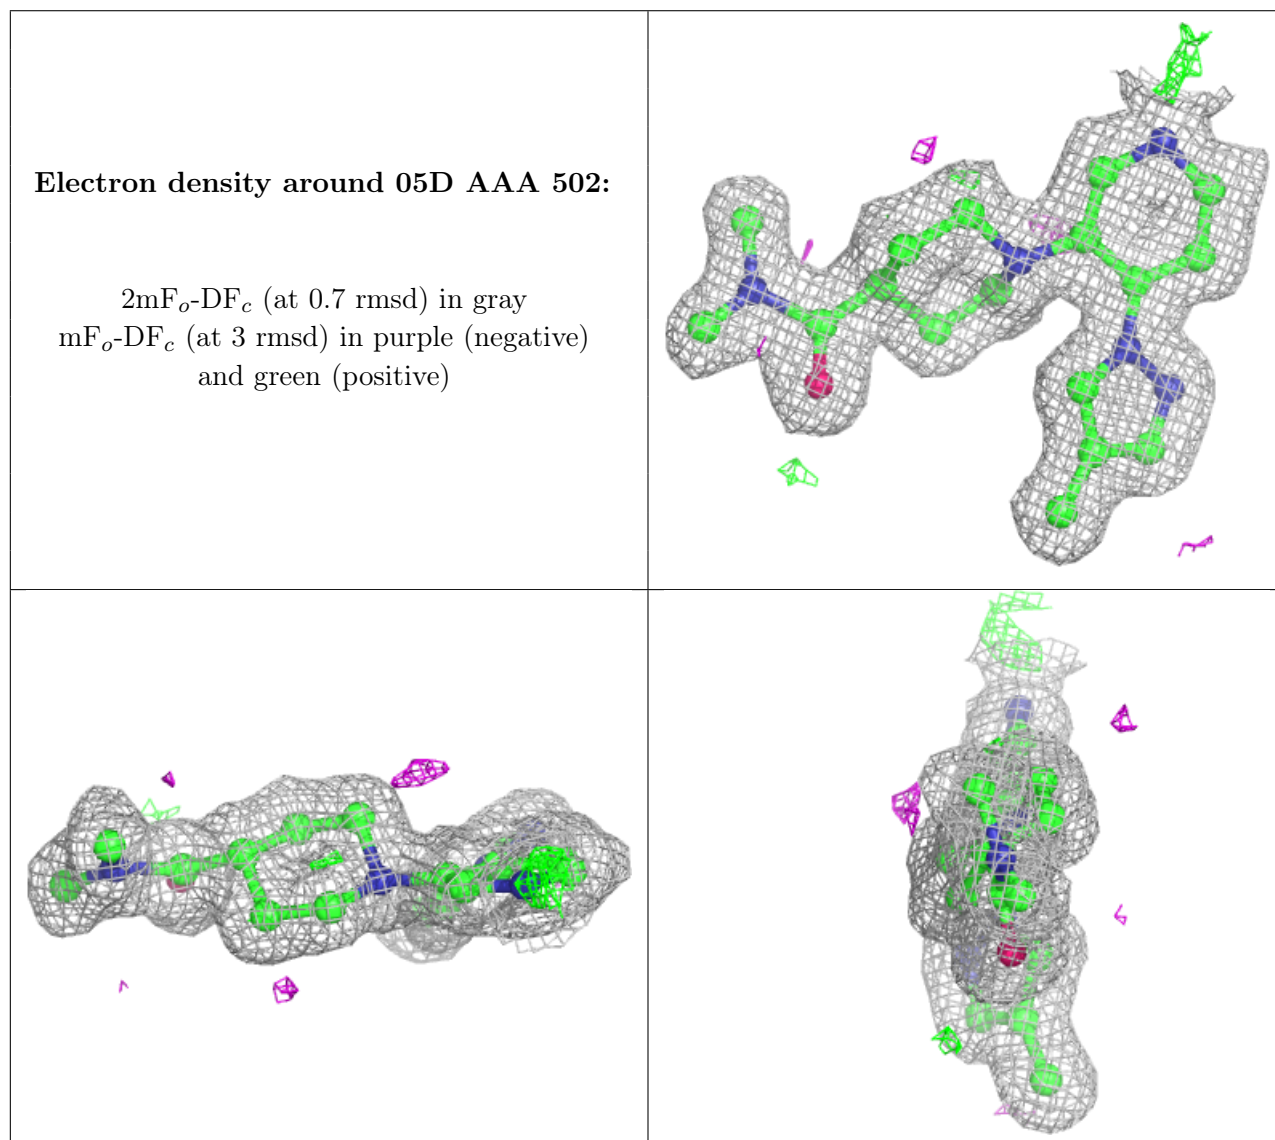 Electron density around 05D AAA 502:
2mFₒ-DF𝒸 (at 0.7 rmsd) in gray
mFₒ-DF𝒸 (at 3 rmsd) in purple (negative)
and green (positive)